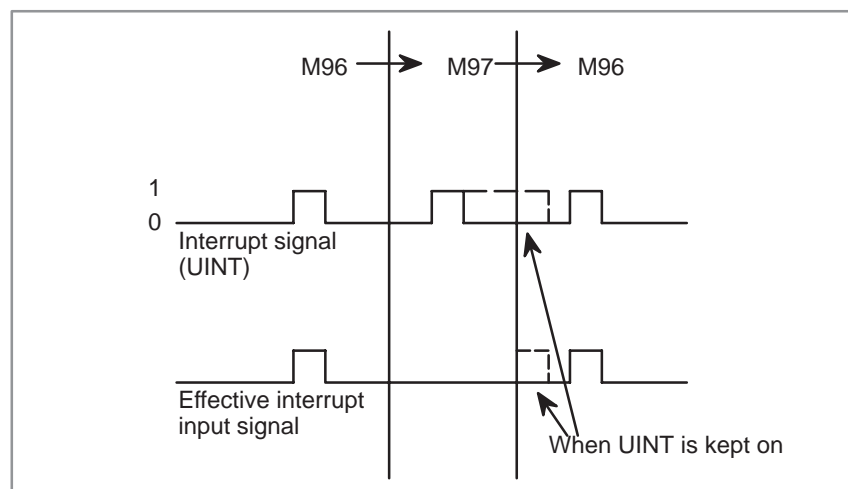 M96 M97 M96
1
0
Interrupt signal
(UINT)
Effective interrupt
input signal
When UINT is kept on